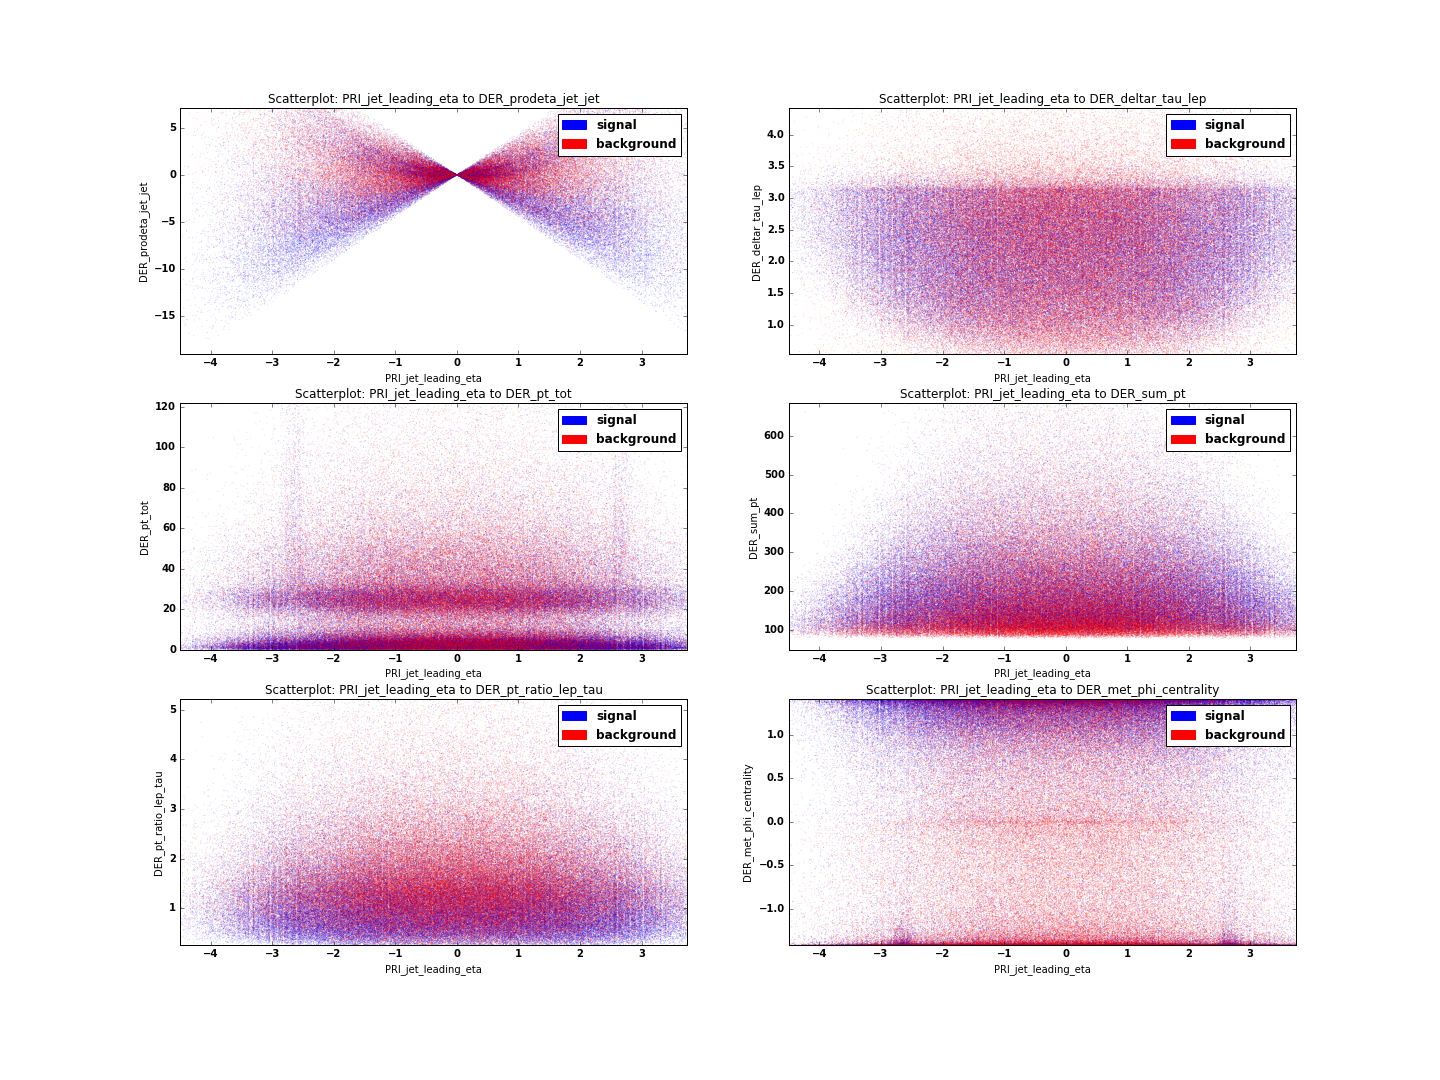 Scatterplot: PRI_jet_leading_eta to DER_prodeta_jet_jet
signal
background
5
0
−5
−10
−15
DER_prodeta_jet_jet
−4 −3 −2 −1 0 1 2 3
PRI_jet_leading_eta
Scatterplot: PRI_jet_leading_eta to DER_deltar_tau_lep
signal
background
4.0
3.5
3.0
2.5
2.0
1.5
1.0
DER_deltar_tau_lep
−4 −3 −2 −1 0 1 2 3
PRI_jet_leading_eta
Scatterplot: PRI_jet_leading_eta to DER_pt_tot
signal
background
120
100
80
60
40
20
0
DER_pt_tot
−4 −3 −2 −1 0 1 2 3
PRI_jet_leading_eta
Scatterplot: PRI_jet_leading_eta to DER_sum_pt
signal
background
600
500
400
300
200
100
DER_sum_pt
−4 −3 −2 −1 0 1 2 3
PRI_jet_leading_eta
Scatterplot: PRI_jet_leading_eta to DER_pt_ratio_lep_tau
signal
background
5
4
3
2
1
DER_pt_ratio_lep_tau
−4 −3 −2 −1 0 1 2 3
PRI_jet_leading_eta
Scatterplot: PRI_jet_leading_eta to DER_met_phi_centrality
signal
background
1.0
0.5
0.0
−0.5
−1.0
DER_met_phi_centrality
−4 −3 −2 −1 0 1 2 3
PRI_jet_leading_eta